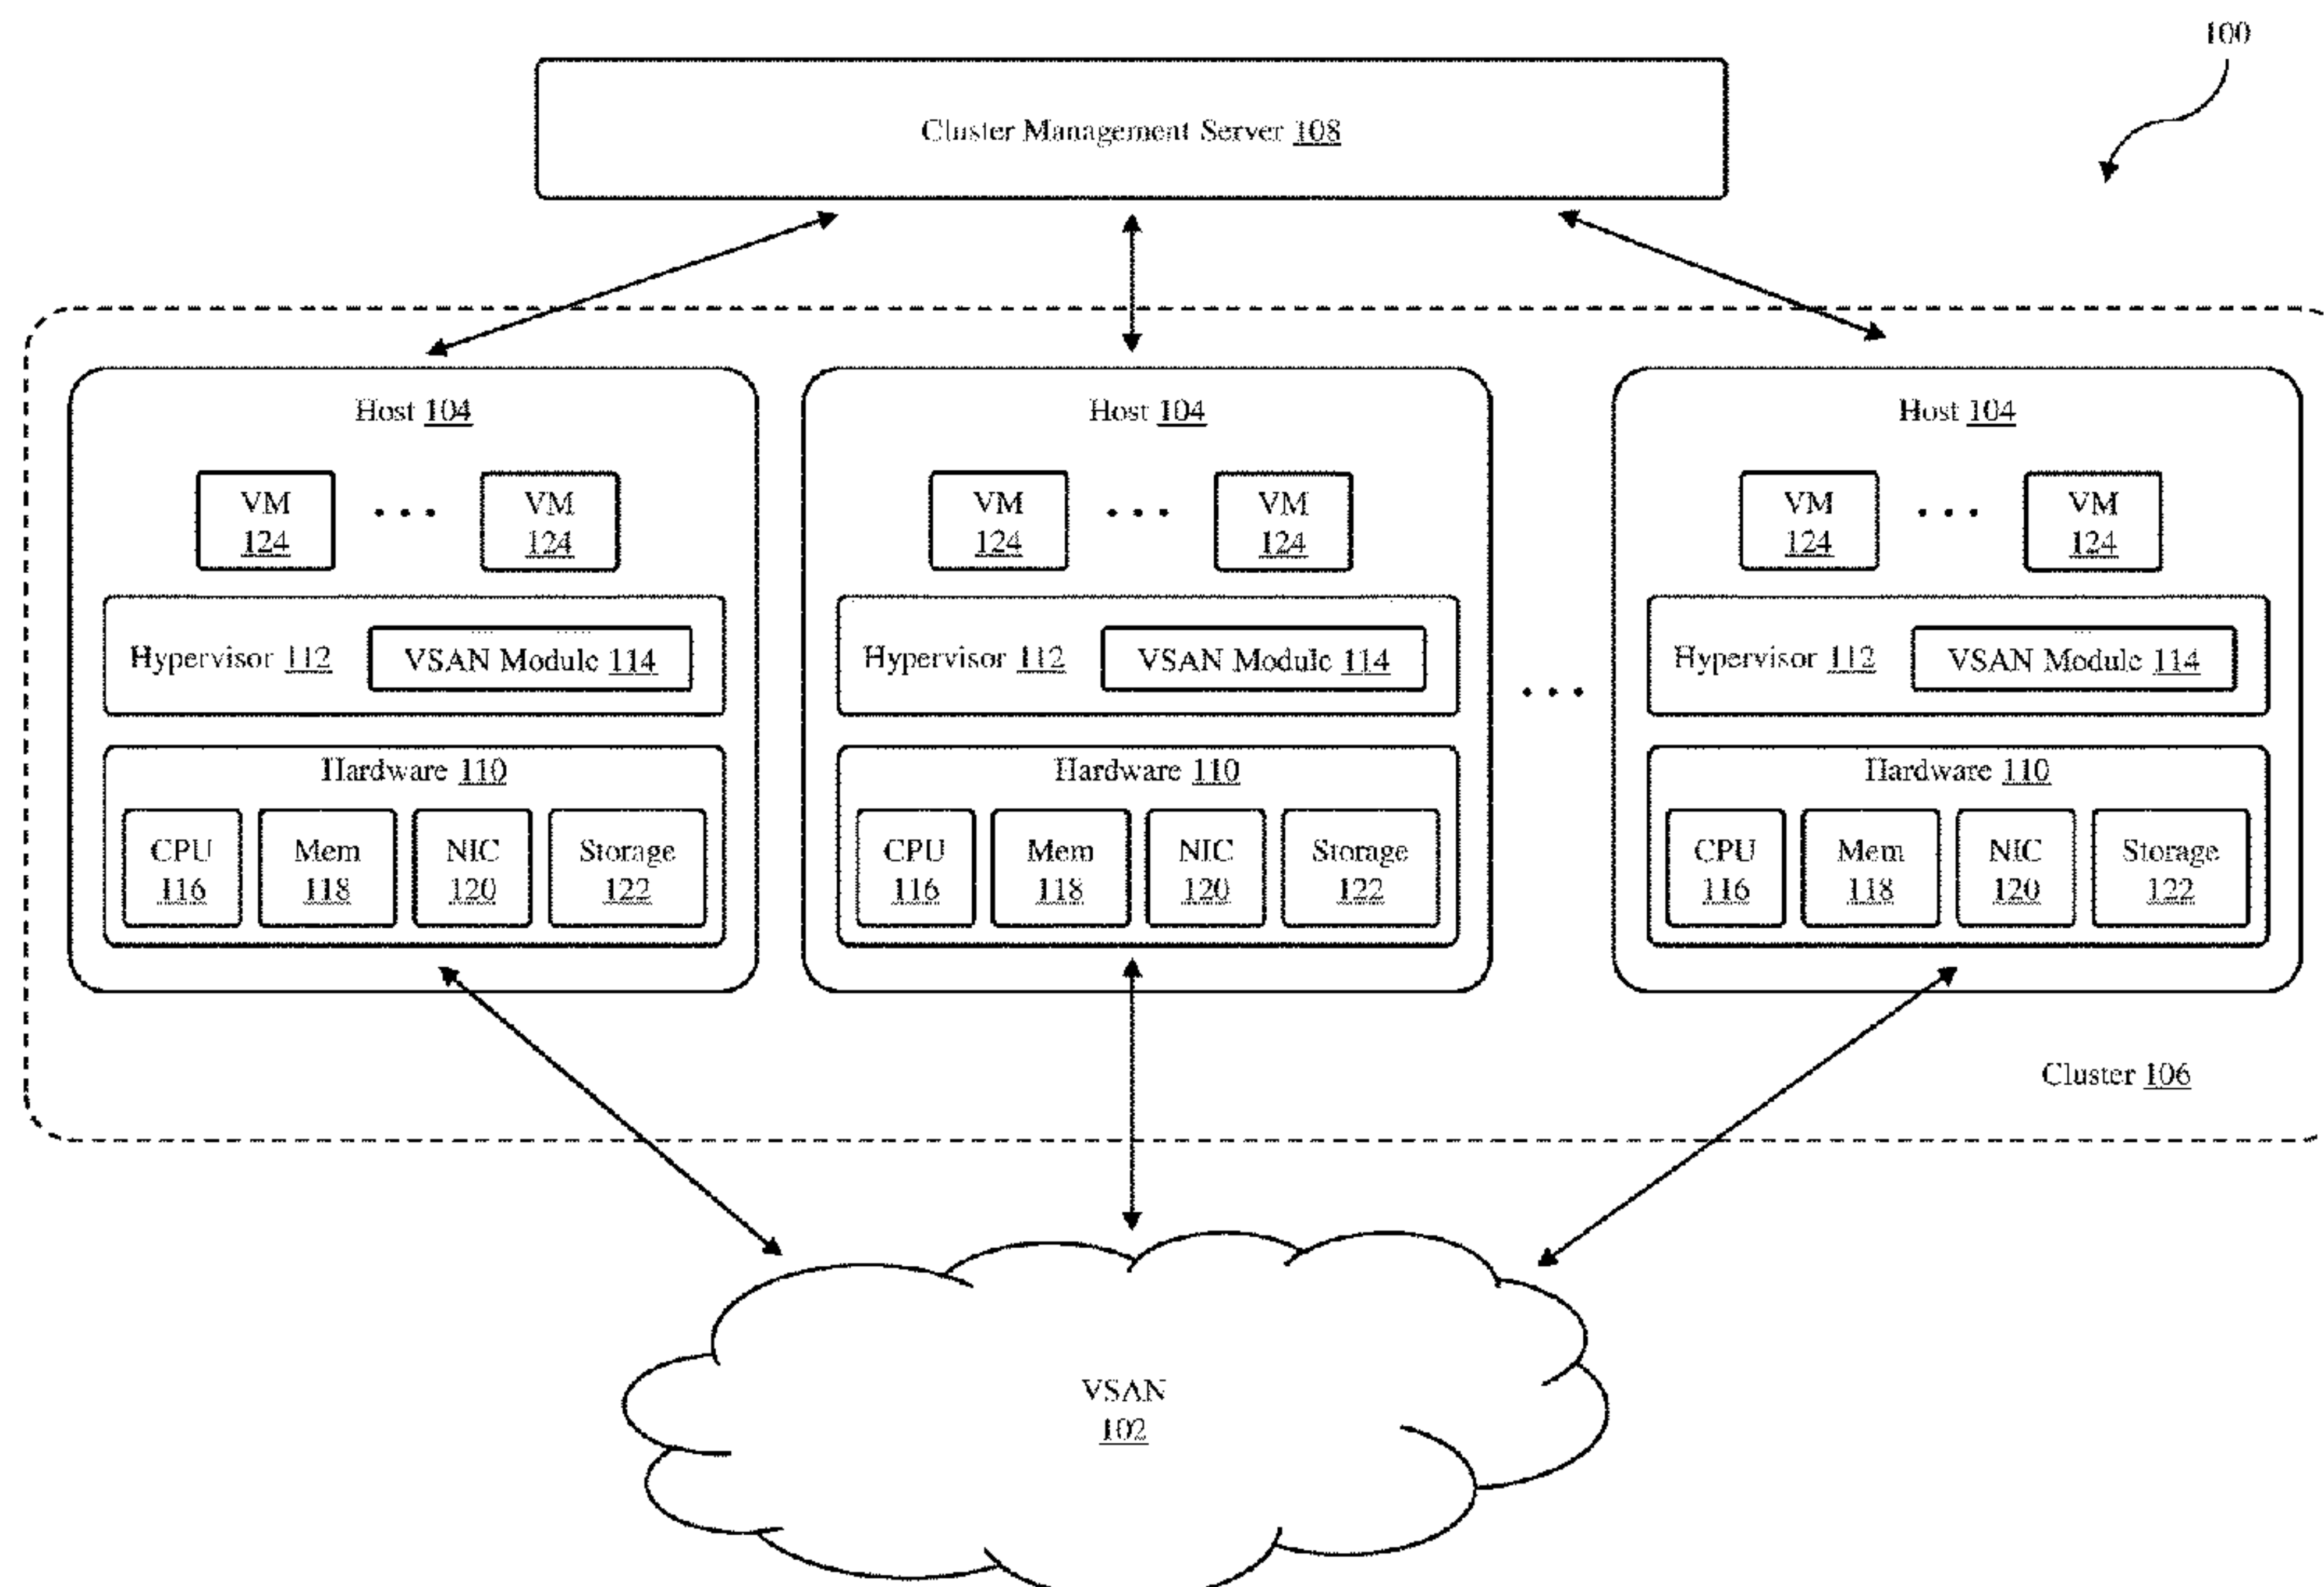 100
Cluster Management Server 108
Host 104
VM
124
VM
124
Hypervisor 112
VSAN Module 114
Hardware 110
CPU
116
Mem
118
NIC
120
Storage
122
Host 104
VM
124
VM
124
Hypervisor 112
VSAN Module 114
Hardware 110
CPU
116
Mem
118
NIC
120
Storage
122
Host 104
VM
124
VM
124
Hypervisor 112
VSAN Module 114
Hardware 110
CPU
116
Mem
118
NIC
120
Storage
122
Cluster 106
VSAN
102